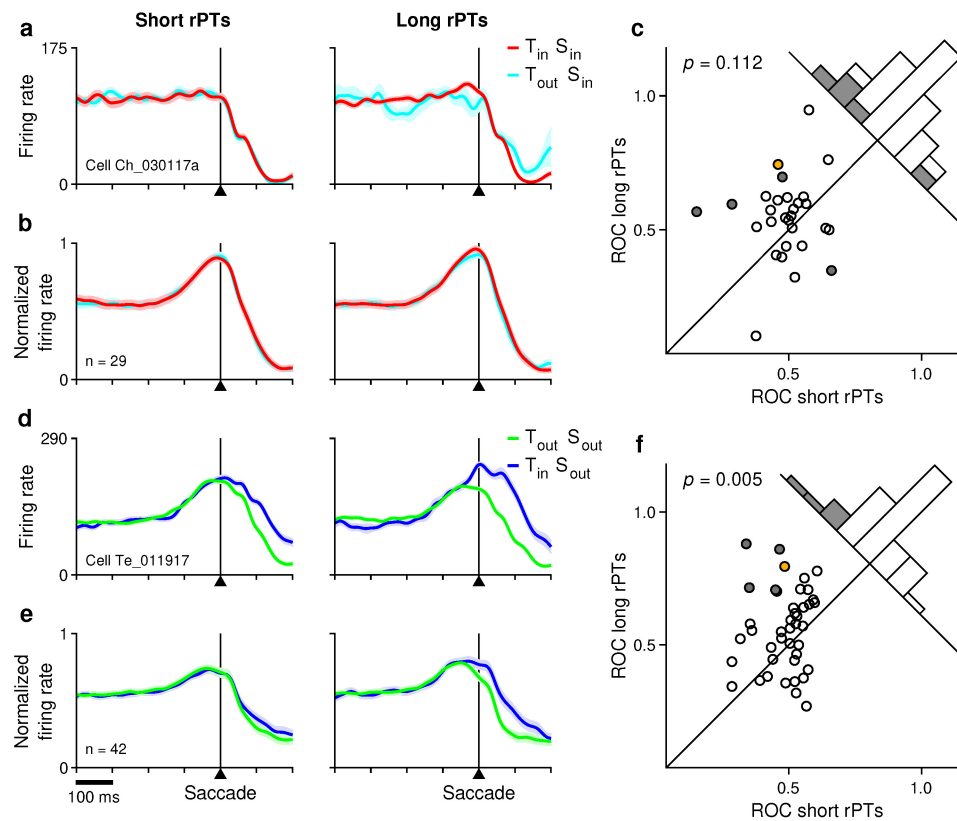 Short rPTs
Long rPTs
a
175
0
Firing rate
Cell Ch_030117a
T_in S_in
T_out S_in
b
1
0
Normalized
firing rate
n = 29
c
p = 0.112
1.0
0.5
ROC long rPTs
0.5
1.0
ROC short rPTs
d
290
0
Firing rate
Cell Te_011917
T_out S_out
T_in S_out
e
1
0
Normalized
firing rate
n = 42
100 ms
Saccade
Saccade
f
p = 0.005
1.0
0.5
ROC long rPTs
0.5
1.0
ROC short rPTs